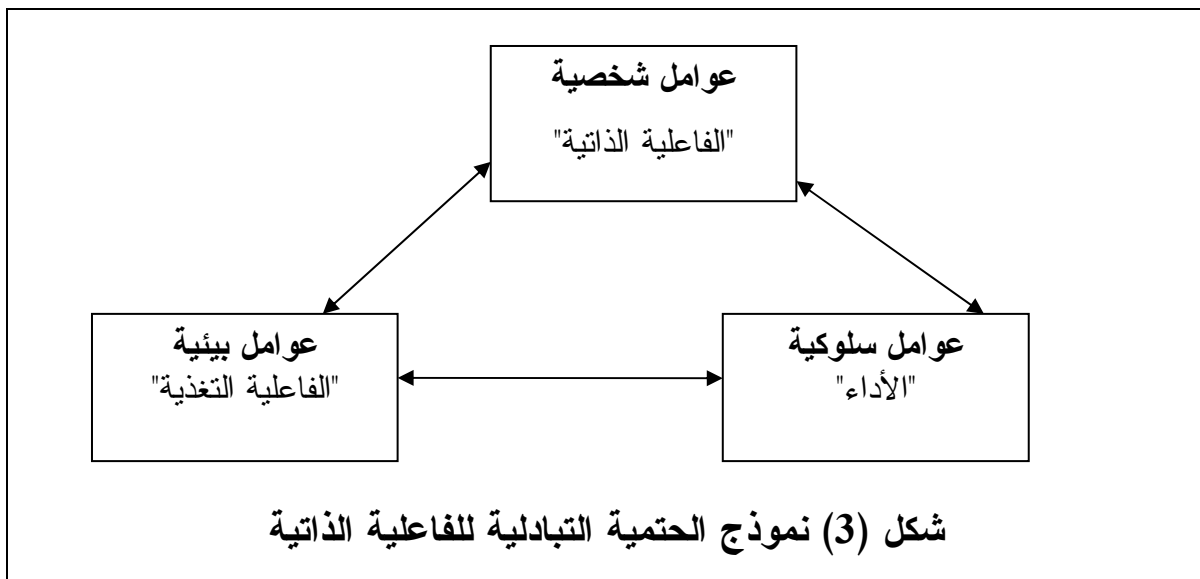 عوامل شخصية
"الفاعلية الذاتية"
عوامل سلوكية
"الأداء"
عوامل بيئية
"الفاعلية التغذية"
شكل (3) نموذج الحتمية التبادلية للفاعلية الذاتية